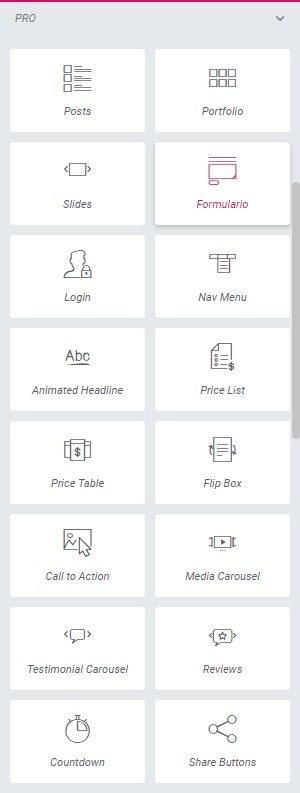 PRO
Posts
Portfolio
Slides
Formulario
Login
Nav Menu
Abc
Animated Headline
$
Price List
$
Price Table
Flip Box
Call to Action
Media Carousel
Testimonial Carousel
Reviews
Countdown
Share Buttons